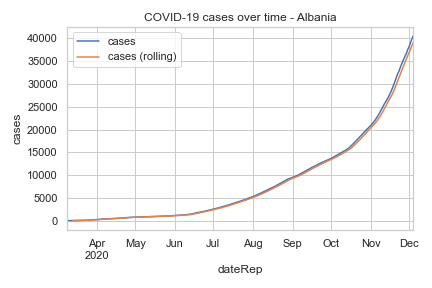 COVID-19 cases over time - Albania
cases
cases (rolling)
40000
35000
30000
25000
20000
15000
10000
5000
0
cases
Apr May Jun Jul Aug Sep Oct Nov Dec
2020
dateRep